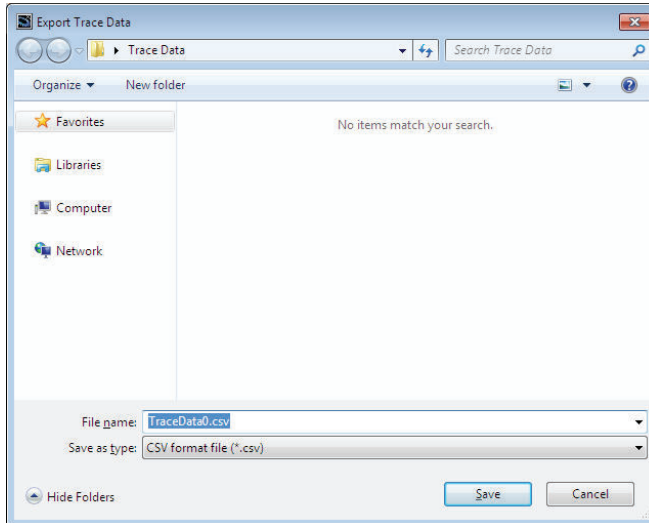 Export Trace Data
Trace Data
Search Trace Data
Organize New folder
Favorites
No items match your search.
Libraries
Computer
Network
File name: TraceData0.csv
Save as type: CSV format file (*.csv)
Hide Folders Save Cancel